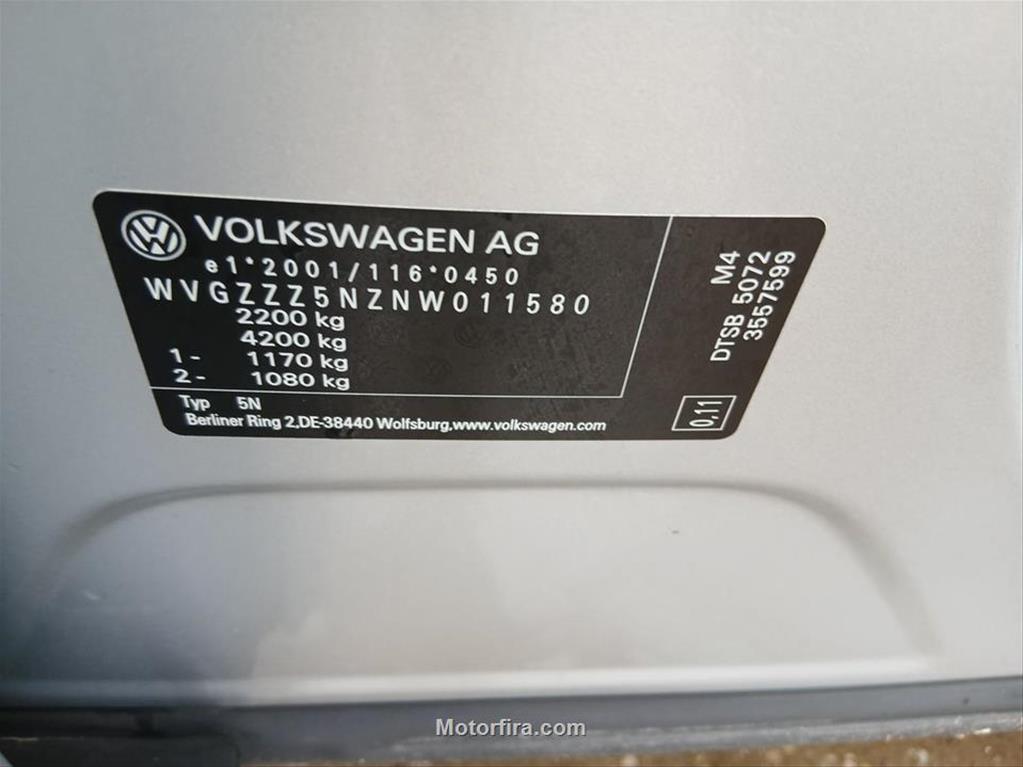 VOLKSWAGEN AG
e1*2001/116*0450
WVGZZZ5NZNW011580
2200 kg
4200 kg
1- 1170 kg
2- 1080 kg
Typ 5N
Berliner Ring 2,DE-38440 Wolfsburg,www.volkswagen.com
M4
DTSB 5072
3557599
0,11
Motorfira.com